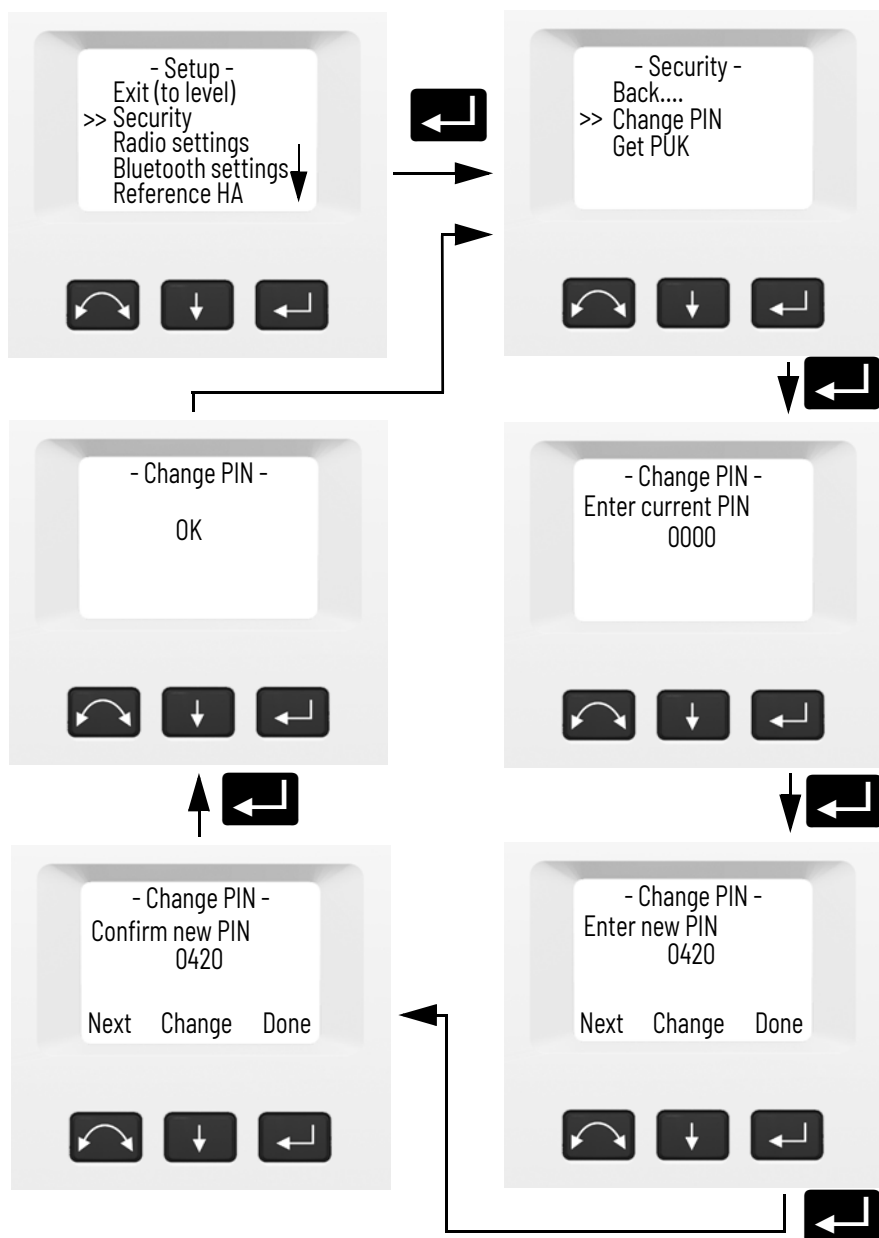 - Setup -
Exit (to level)
>> Security
Radio settings
Bluetooth settings
Reference HA
- Security -
Back....
>> Change PIN
Get PUK
- Change PIN -
Enter current PIN
0000
- Change PIN -
Enter new PIN
0420
Next Change Done
- Change PIN -
Confirm new PIN
0420
Next Change Done
- Change PIN -
OK